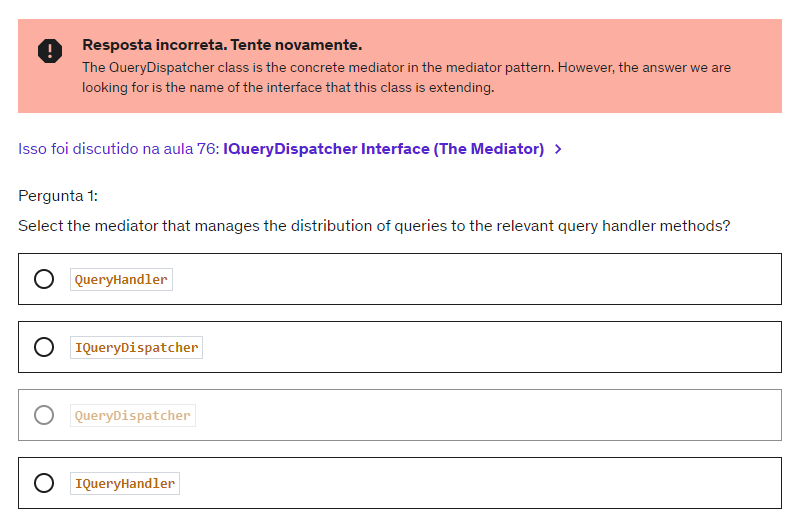 Resposta incorreta. Tente novamente.
The QueryDispatcher class is the concrete mediator in the mediator pattern. However, the answer we are
looking for is the name of the interface that this class is extending.
Isso foi discutido na aula 76: IQueryDispatcher Interface (The Mediator)
Pergunta 1:
Select the mediator that manages the distribution of queries to the relevant query handler methods?
QueryHandler
IQueryDispatcher
QueryDispatcher
IQueryHandler